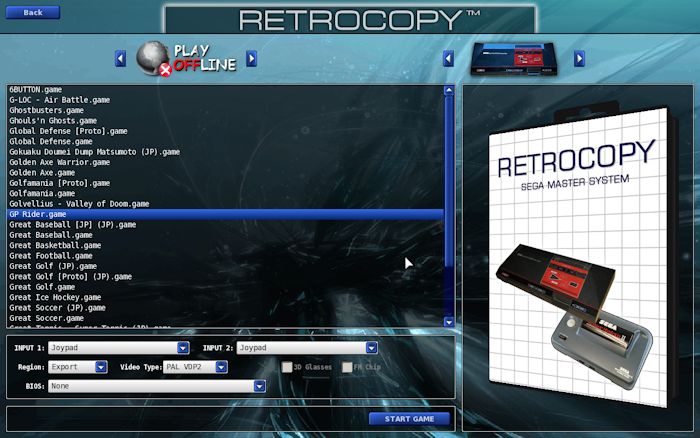 Back
RETROCOPY™
PLAY
OFFLINE
6BUTTON.game
G-LOC - Air Battle.game
Ghostbusters.game
Ghouls'n Ghosts.game
Global Defense [Proto].game
Global Defense.game
Gokuaku Doumei Dump Matsumoto (JP).game
Golden Axe Warrior.game
Golden Axe.game
Golfamania [Proto].game
Golfamania.game
Golvellius - Valley of Doom.game
GP Rider.game
Great Baseball [JP] (JP).game
Great Baseball.game
Great Basketball.game
Great Football.game
Great Golf (JP).game
Great Golf [Proto] (JP).game
Great Golf.game
Great Ice Hockey.game
Great Soccer (JP).game
Great Soccer.game
RETROCOPY
SEGA MASTER SYSTEM
SEGA
INPUT 1: Joypad
INPUT 2: Joypad
Region: Export
Video Type: PAL VDP2
3D Glasses
FM Chip
BIOS: None
START GAME